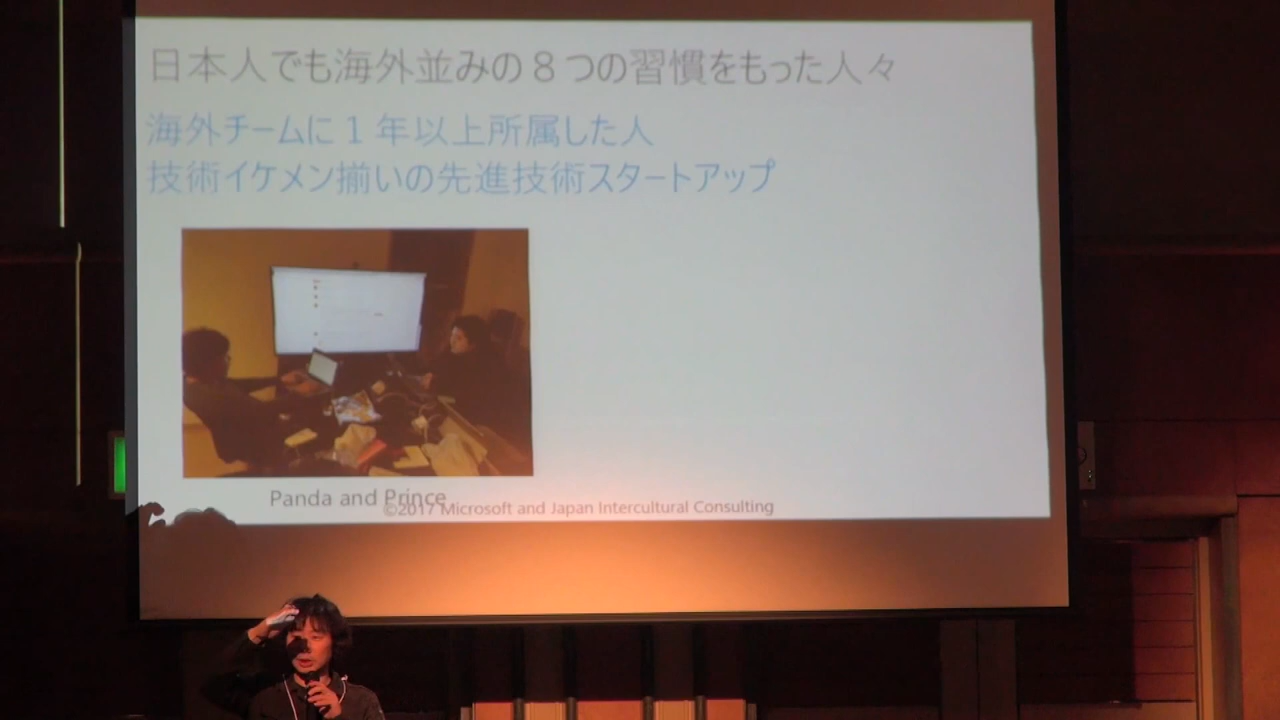 日本人でも海外並みの８つの習慣をもった人々
海外チームに１年以上所属した人
技術イケメン揃いの先進技術スタートアップ
Panda and Prince
©2017 Microsoft and Japan Intercultural Consulting